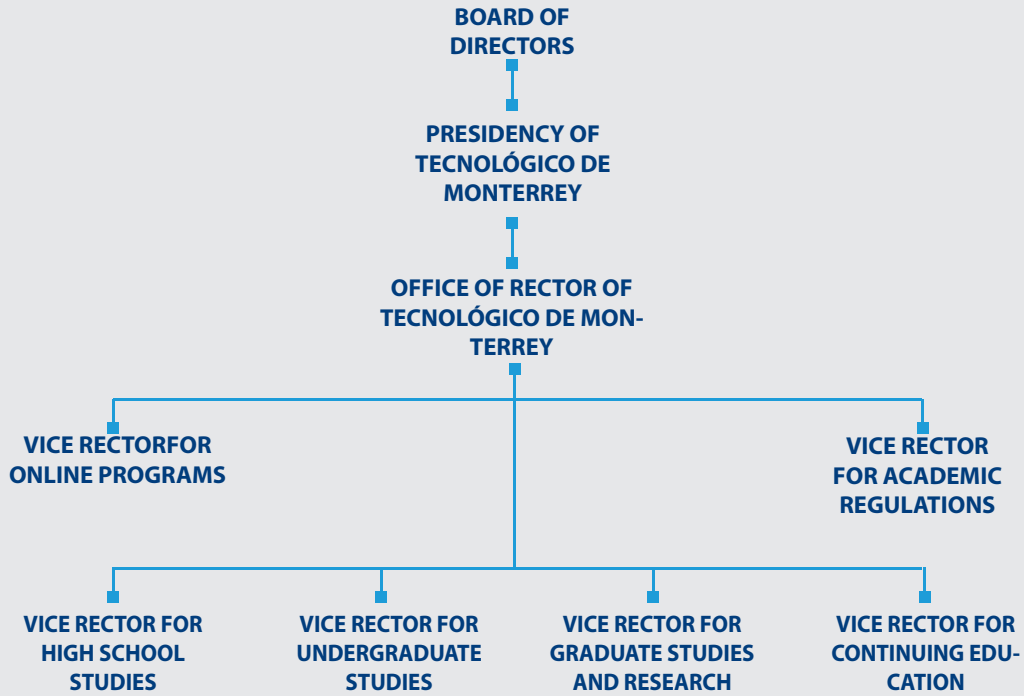 BOARD OF
DIRECTORS
PRESIDENCY OF
TECNOLÓGICO DE
MONTERREY
OFFICE OF RECTOR OF
TECNOLÓGICO DE MON-
TERREY
VICE RECTORFOR
ONLINE PROGRAMS
VICE RECTOR
FOR ACADEMIC
REGULATIONS
VICE RECTOR FOR
HIGH SCHOOL
STUDIES
VICE RECTOR FOR
UNDERGRADUATE
STUDIES
VICE RECTOR FOR
GRADUATE STUDIES
AND RESEARCH
VICE RECTOR FOR
CONTINUING EDU-
CATION